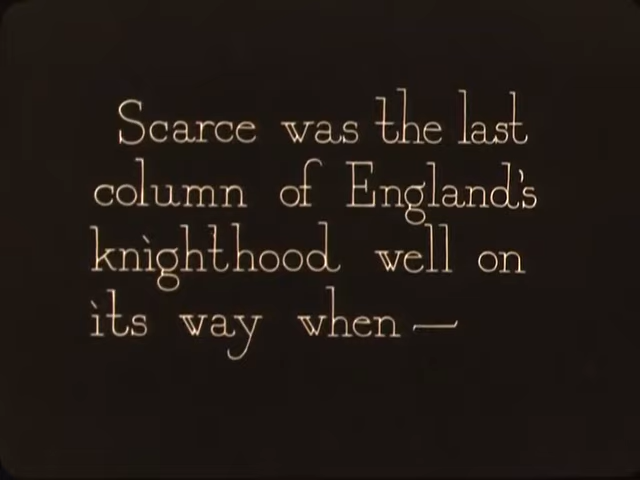 Scarce was the last
column of England's
knighthood well on
its way when —